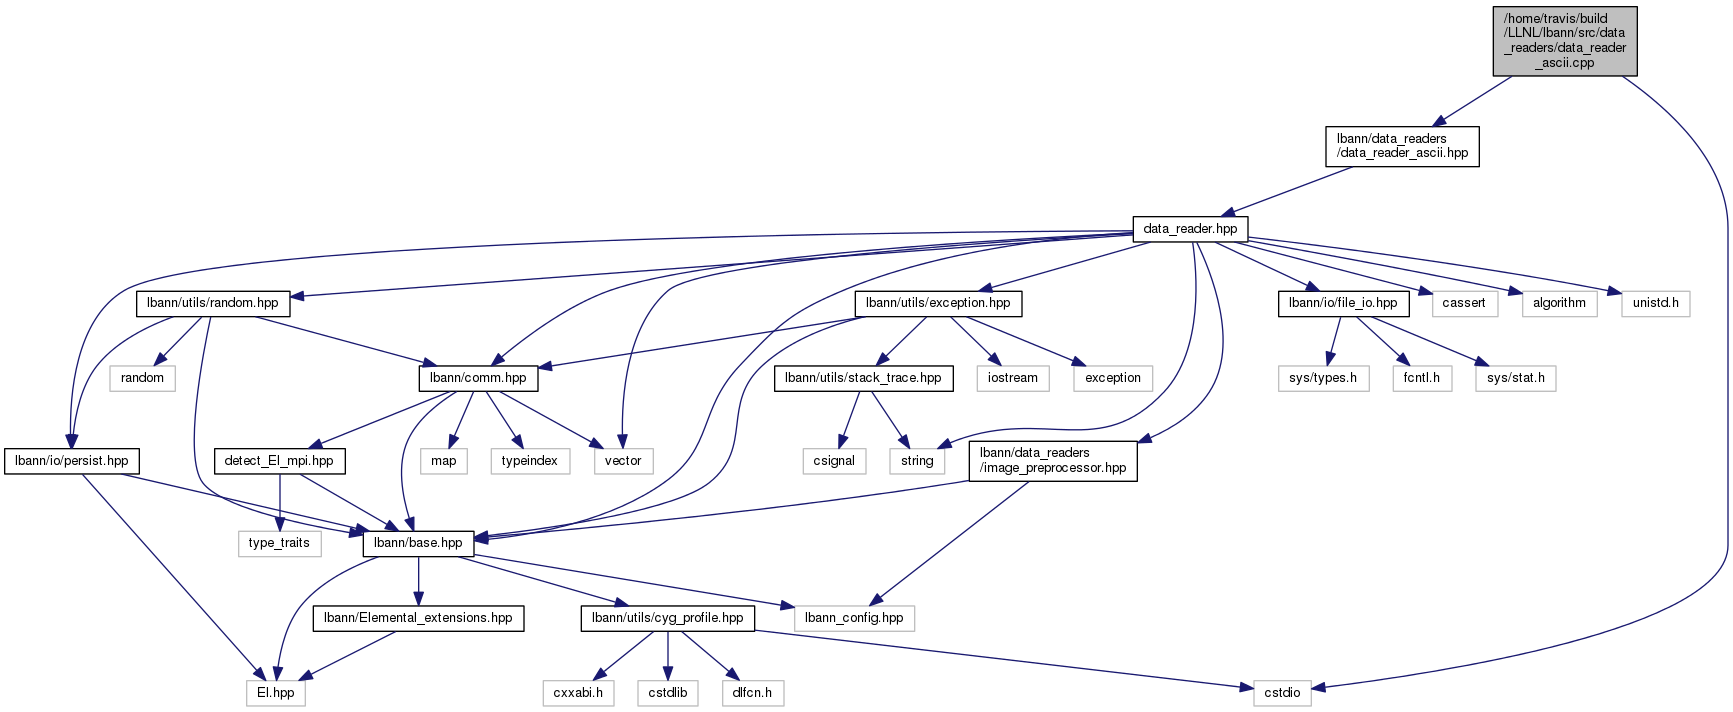 /home/travis/build
/LLNL/lbann/src/data
_readers/data_reader
_ascii.cpp
lbann/data_readers
/data_reader_ascii.hpp
data_reader.hpp
lbann/utils/random.hpp
lbann/utils/exception.hpp
lbann/io/file_io.hpp
cassert
algorithm
unistd.h
random
lbann/comm.hpp
lbann/utils/stack_trace.hpp
iostream
exception
sys/types.h
fcntl.h
sys/stat.h
lbann/io/persist.hpp
detect_El_mpi.hpp
map
typeindex
vector
csignal
string
lbann/data_readers
/image_preprocessor.hpp
type_traits
lbann/base.hpp
lbann/Elemental_extensions.hpp
lbann/utils/cyg_profile.hpp
lbann_config.hpp
El.hpp
cxxabi.h
cstdlib
dlfcn.h
cstdio